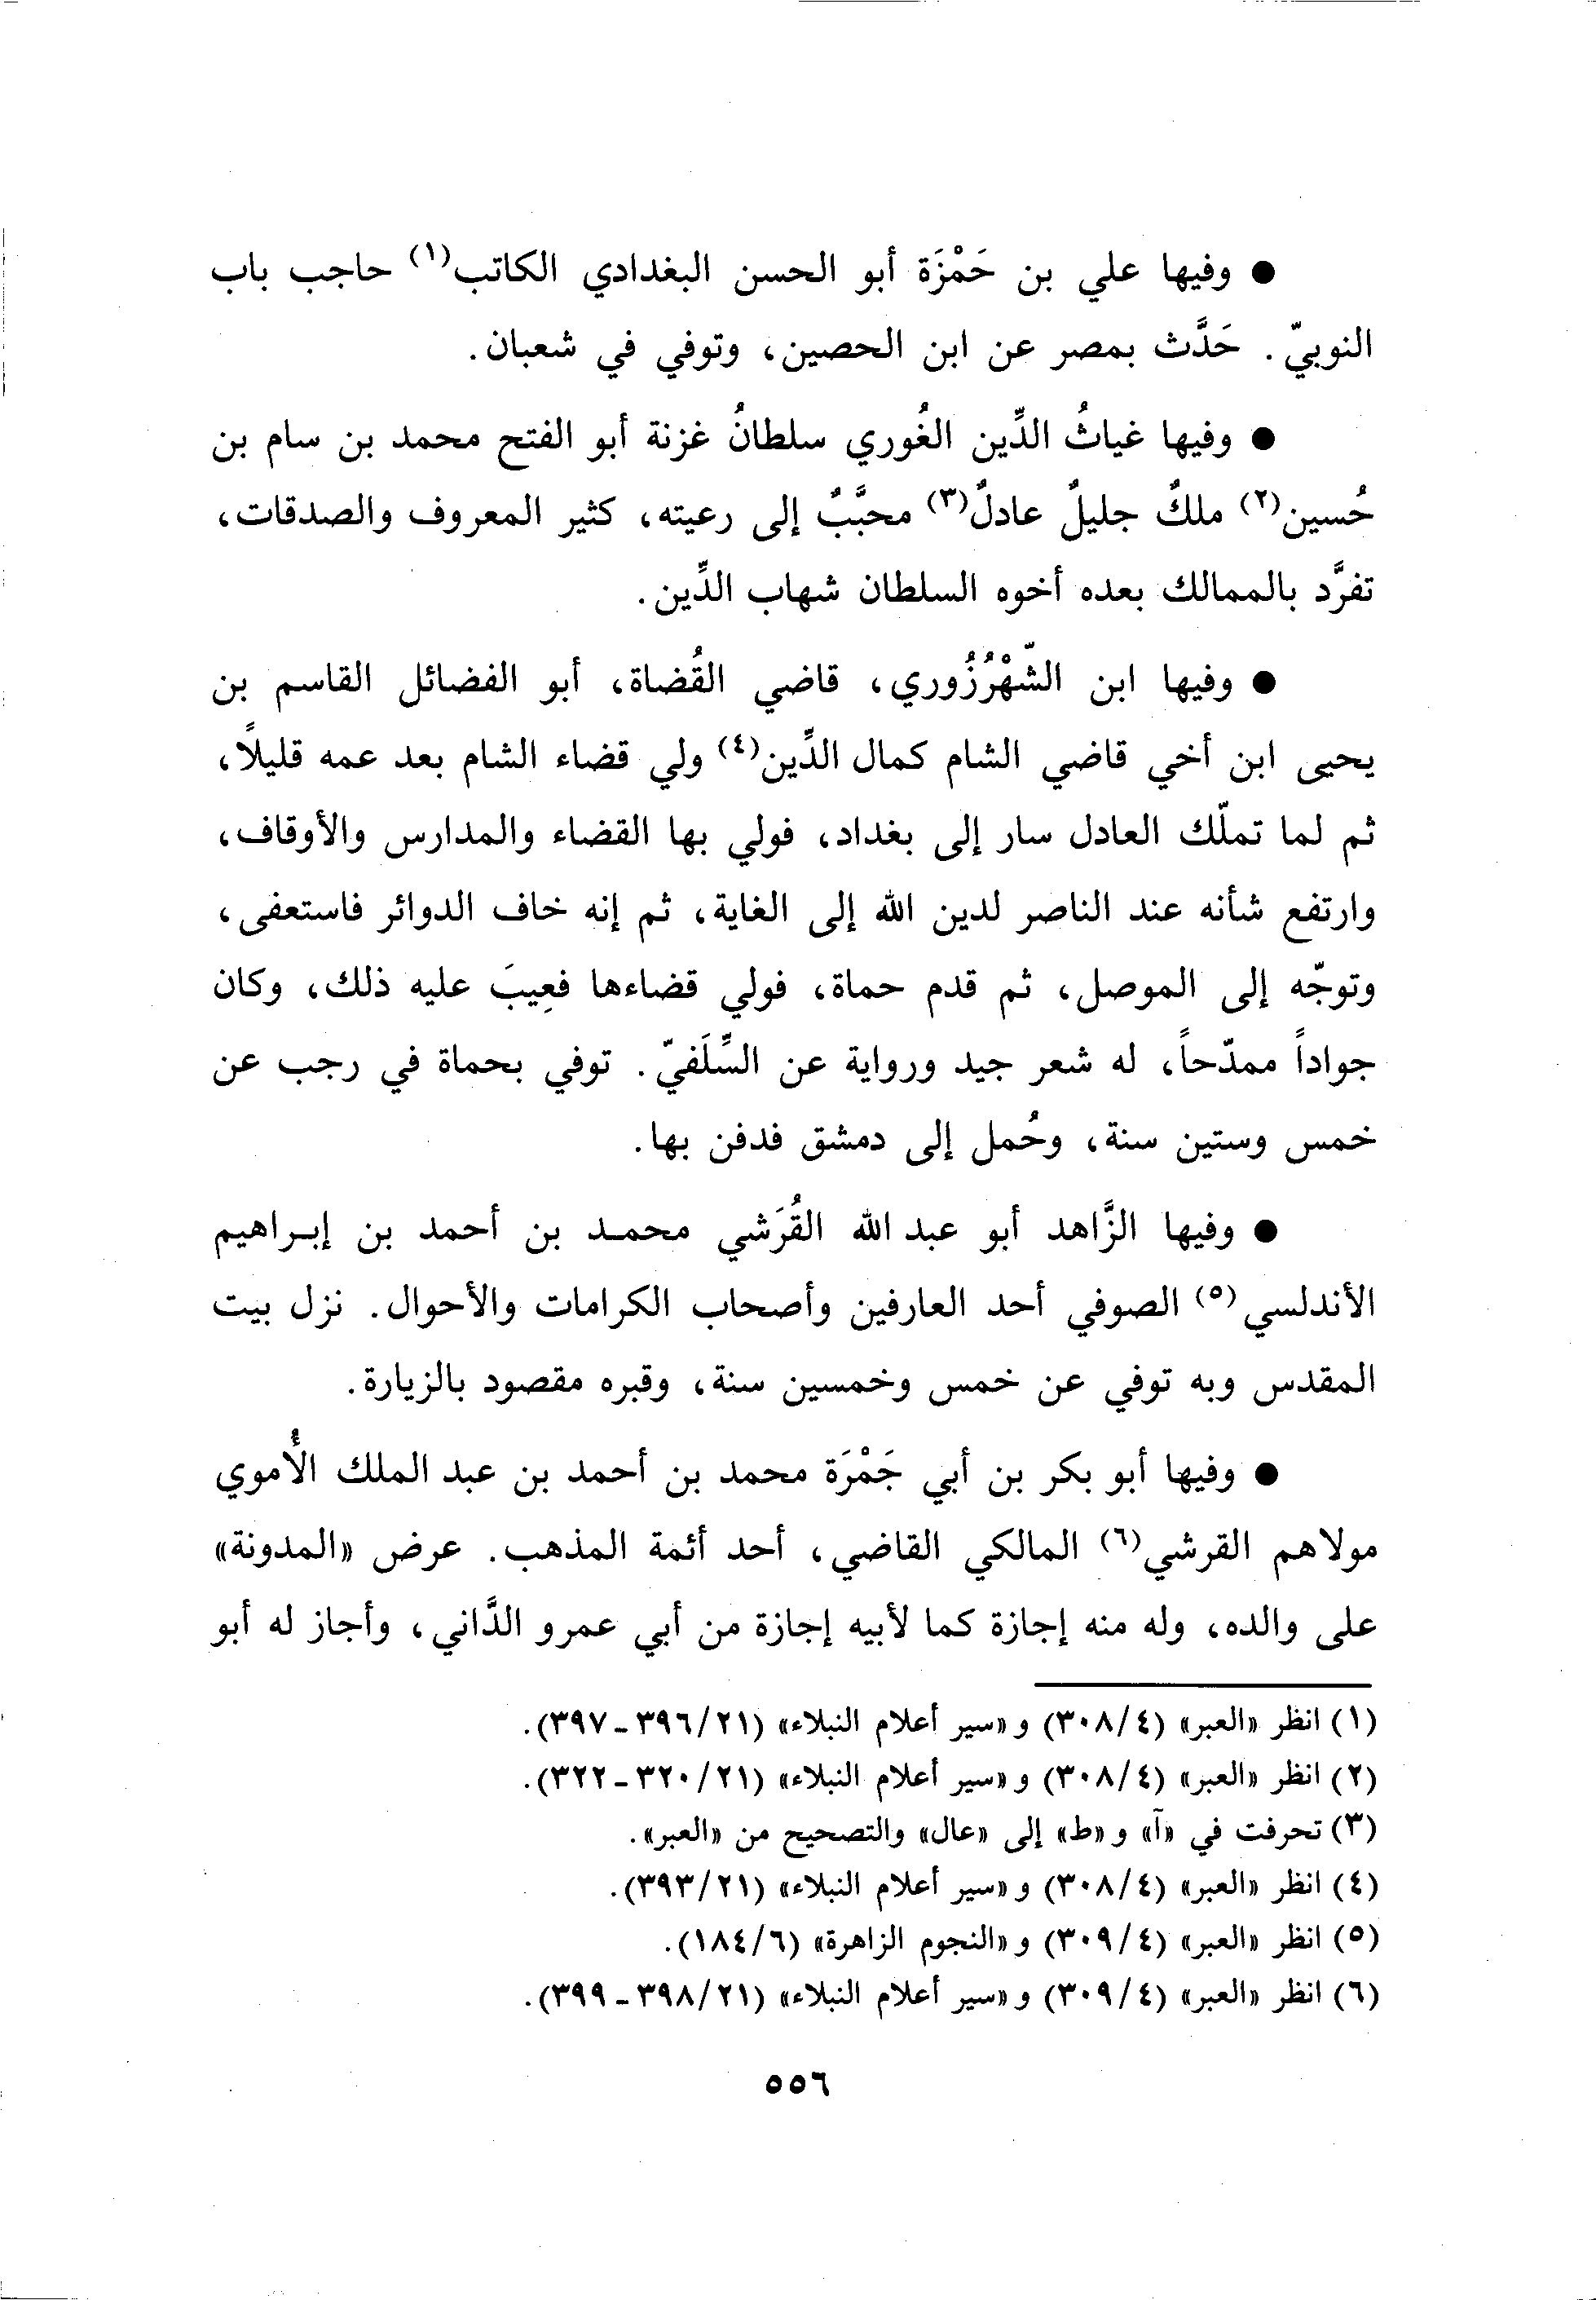 ● وفيها علي بن حَمْزَة أبو الحسن البغدادي الكاتب(١) حاجب باب
النوبيّ. حَدَّث بمصر عن ابن الحصين، وتوفي في شعبان.
● وفيها غياثُ الدِّين الغُوري سلطانُ غزنة أبو الفتح محمد بن سام بن
حُسين(٢) ملكٌ جليلٌ عادلٌ(٣) محبَّبٌ إلى رعيته، كثير المعروف والصدقات،
تفرَّد بالممالك بعده أخوه السلطان شهاب الدِّين.
● وفيها ابن الشّهْرُزُوري، قاضي القُضاة، أبو الفضائل القاسم بن
يحيى ابن أخي قاضي الشام كمال الدِّين(٤) ولي قضاء الشام بعد عمه قليلاً،
ثم لما تملّك العادل سار إلى بغداد، فولي بها القضاء والمدارس والأوقاف،
وارتفع شأنه عند الناصر لدين الله إلى الغاية، ثم إنه خاف الدوائر فاستعفى،
وتوجّه إلى الموصل، ثم قدم حماة، فولي قضاءها فعِيبَ عليه ذلك، وكان
جواداً ممدّحاً، له شعر جيد ورواية عن السِّلَفيّ. توفي بحماة في رجب عن
خمس وستين سنة، وحُمل إلى دمشق فدفن بها.
● وفيها الزَّاهد أبو عبد الله القُرَشي محمد بن أحمد بن إبراهيم
الأندلسي(٥) الصوفي أحد العارفين وأصحاب الكرامات والأحوال. نزل بيت
المقدس وبه توفي عن خمس وخمسين سنة، وقبره مقصود بالزيارة.
● وفيها أبو بكر بن أبي جَمْرَة محمد بن أحمد بن عبد الملك الأُموي
مولاهم القرشي(٦) المالكي القاضي، أحد أئمة المذهب. عرض «المدونة»
على والده، وله منه إجازة كما لأبيه إجازة من أبي عمرو الدَّاني، وأجاز له أبو
(١) انظر «العبر» (٣٠٨/٤) و«سير أعلام النبلاء» (٣٩٦/٢١ - ٣٩٧).
(٢) انظر «العبر» (٣٠٨/٤) و«سير أعلام النبلاء» (٣٢٠/٢١ - ٣٢٢).
(٣) تحرفت في «آ» و«ط» إلى «عال» والتصحيح من «العبر».
(٤) انظر «العبر» (٣٠٨/٤) و«سير أعلام النبلاء» (٣٩٣/٢١).
(٥) انظر «العبر» (٣٠٩/٤) و«النجوم الزاهرة» (١٨٤/٦).
(٦) انظر «العبر» (٣٠٩/٤) و«سير أعلام النبلاء» (٣٩٨/٢١ - ٣٩٩).
٥٥٦